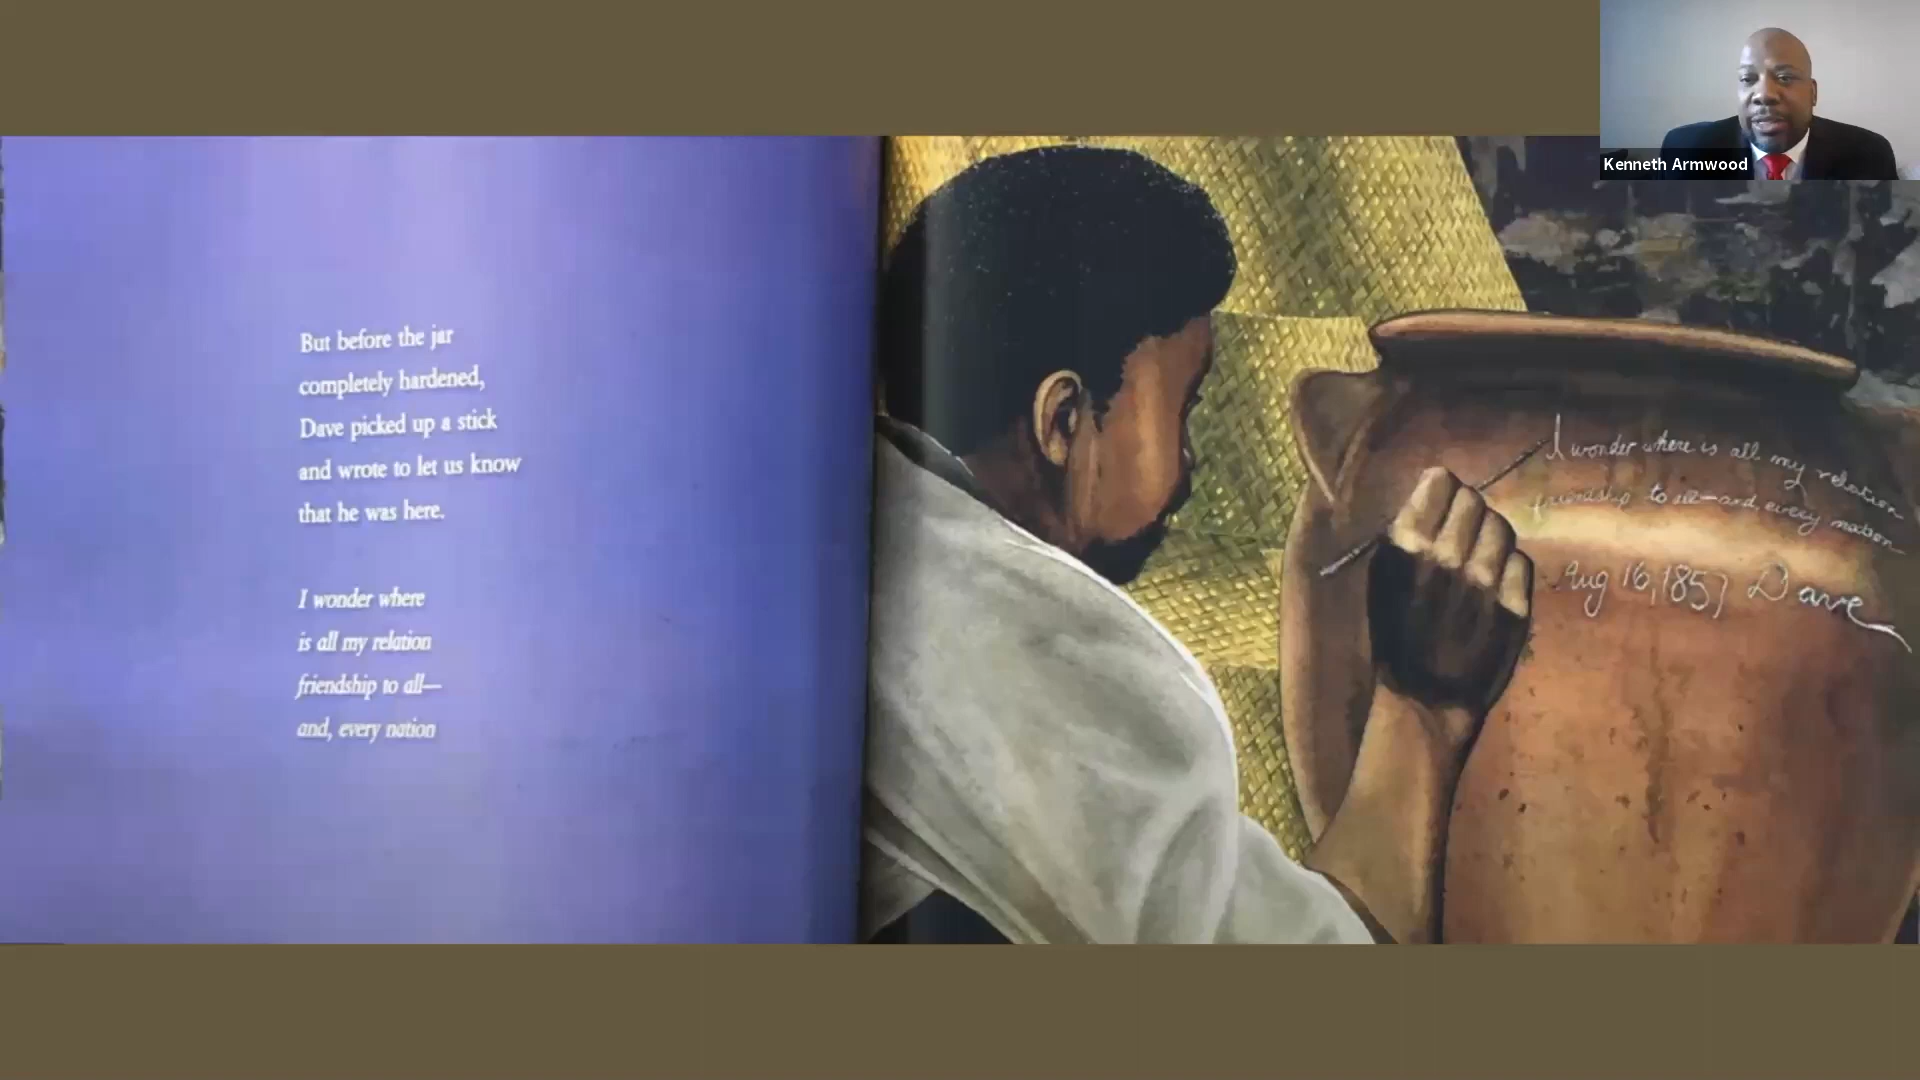 But before the jar
completely hardened,
Dave picked up a stick
and wrote to let us know
that he was here.
I wonder where
is all my relation
friendship to all—
and, every nation
I wonder where is all my relation
friendship to all—and, every nation
Aug 16, 1857 Dave
Kenneth Armwood